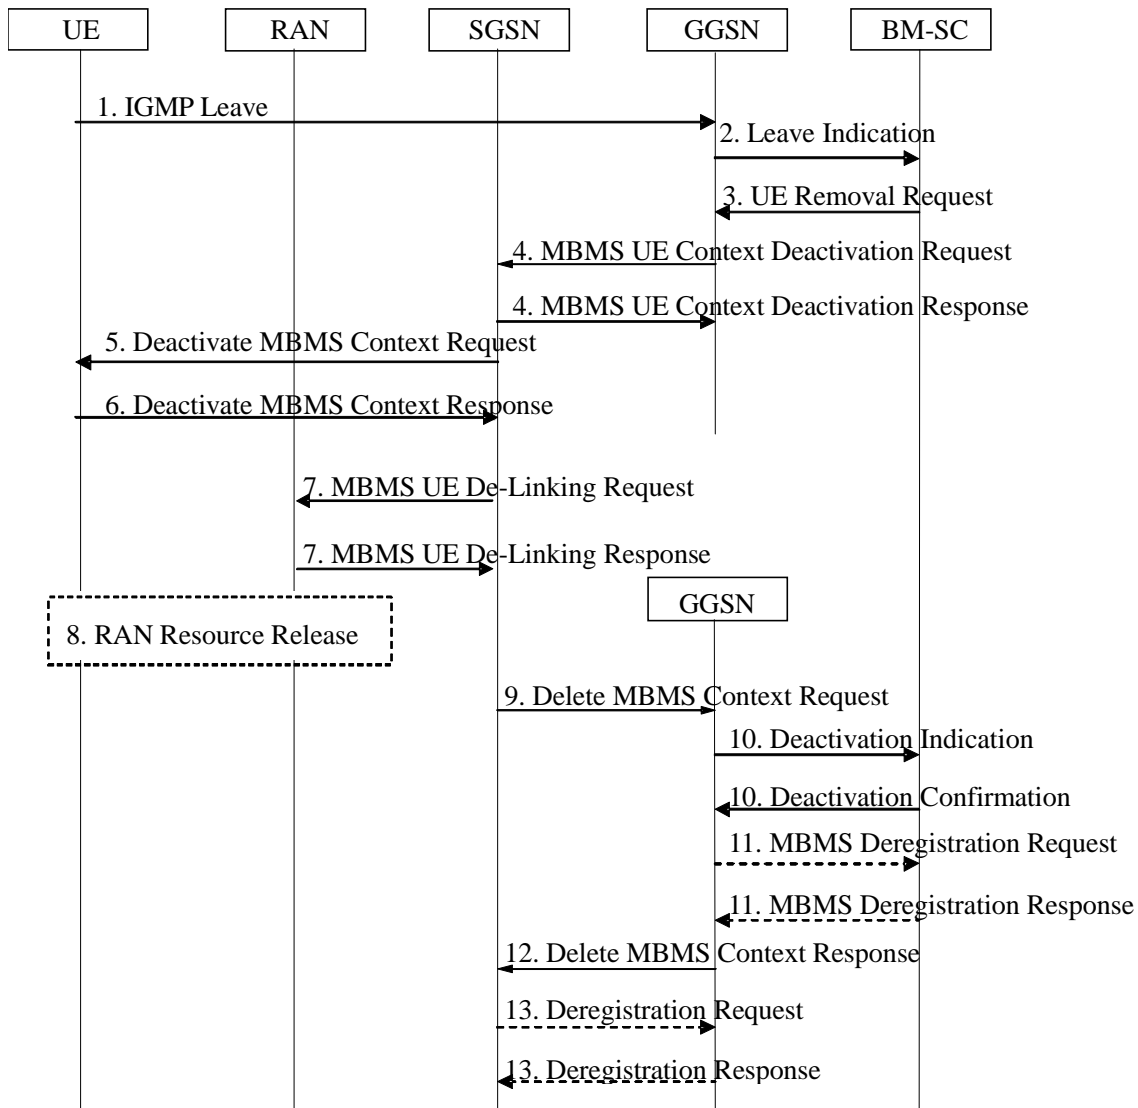 UE
RAN
SGSN
GGSN
BM-SC
1. IGMP Leave
2. Leave Indication
3. UE Removal Request
4. MBMS UE Context Deactivation Request
4. MBMS UE Context Deactivation Response
5. Deactivate MBMS Context Request
6. Deactivate MBMS Context Response
7. MBMS UE De-Linking Request
7. MBMS UE De-Linking Response
GGSN
8. RAN Resource Release
9. Delete MBMS Context Request
10. Deactivation Indication
10. Deactivation Confirmation
11. MBMS Deregistration Request
11. MBMS Deregistration Response
12. Delete MBMS Context Response
13. Deregistration Request
13. Deregistration Response